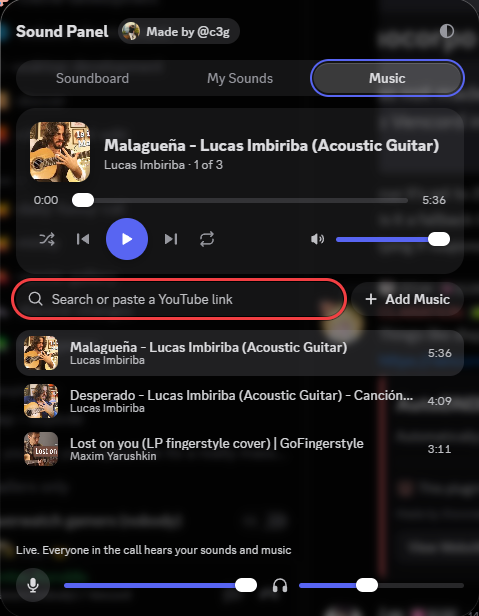 Sound Panel
Made by @c3g
Soundboard
My Sounds
Music
Malagueña - Lucas Imbiriba (Acoustic Guitar)
Lucas Imbiriba · 1 of 3
0:00
5:36
Search or paste a YouTube link
+ Add Music
Malagueña - Lucas Imbiriba (Acoustic Guitar)
Lucas Imbiriba
5:36
Desperado - Lucas Imbiriba (Acoustic Guitar) - Canción...
Lucas Imbiriba
4:09
Lost on
Lost on you (LP fingerstyle cover) | GoFingerstyle
Maxim Yarushkin
3:11
Live. Everyone in the call hears your sounds and music